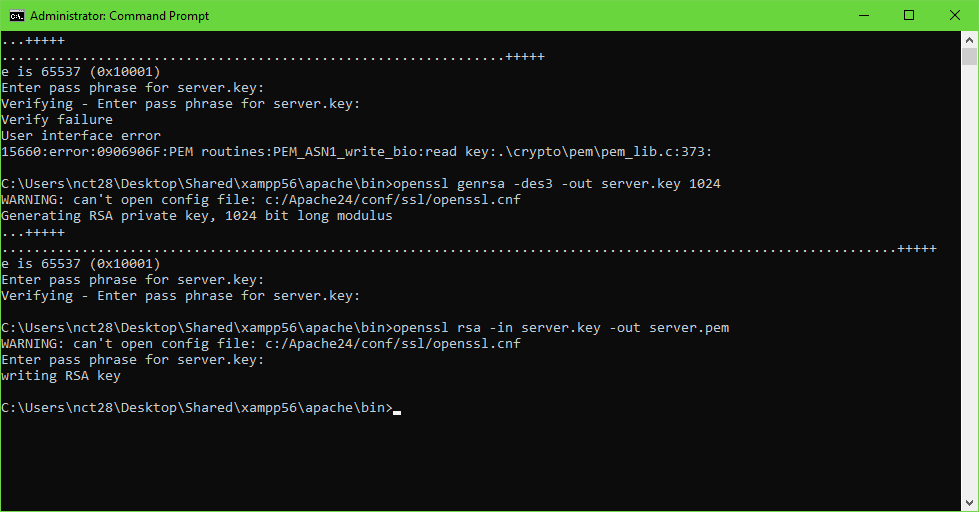 Administrator: Command Prompt
...+++++
...............................................................+++++
e is 65537 (0x10001)
Enter pass phrase for server.key:
Verifying - Enter pass phrase for server.key:
Verify failure
User interface error
15660:error:0906906F:PEM routines:PEM_ASN1_write_bio:read key:.\crypto\pem\pem_lib.c:373:
C:\Users\nct28\Desktop\Shared\xampp56\apache\bin>openssl genrsa -des3 -out server.key 1024
WARNING: can't open config file: c:/Apache24/conf/ssl/openssl.cnf
Generating RSA private key, 1024 bit long modulus
...+++++
................................................................................................................+++++
e is 65537 (0x10001)
Enter pass phrase for server.key:
Verifying - Enter pass phrase for server.key:
C:\Users\nct28\Desktop\Shared\xampp56\apache\bin>openssl rsa -in server.key -out server.pem
WARNING: can't open config file: c:/Apache24/conf/ssl/openssl.cnf
Enter pass phrase for server.key:
writing RSA key
C:\Users\nct28\Desktop\Shared\xampp56\apache\bin>